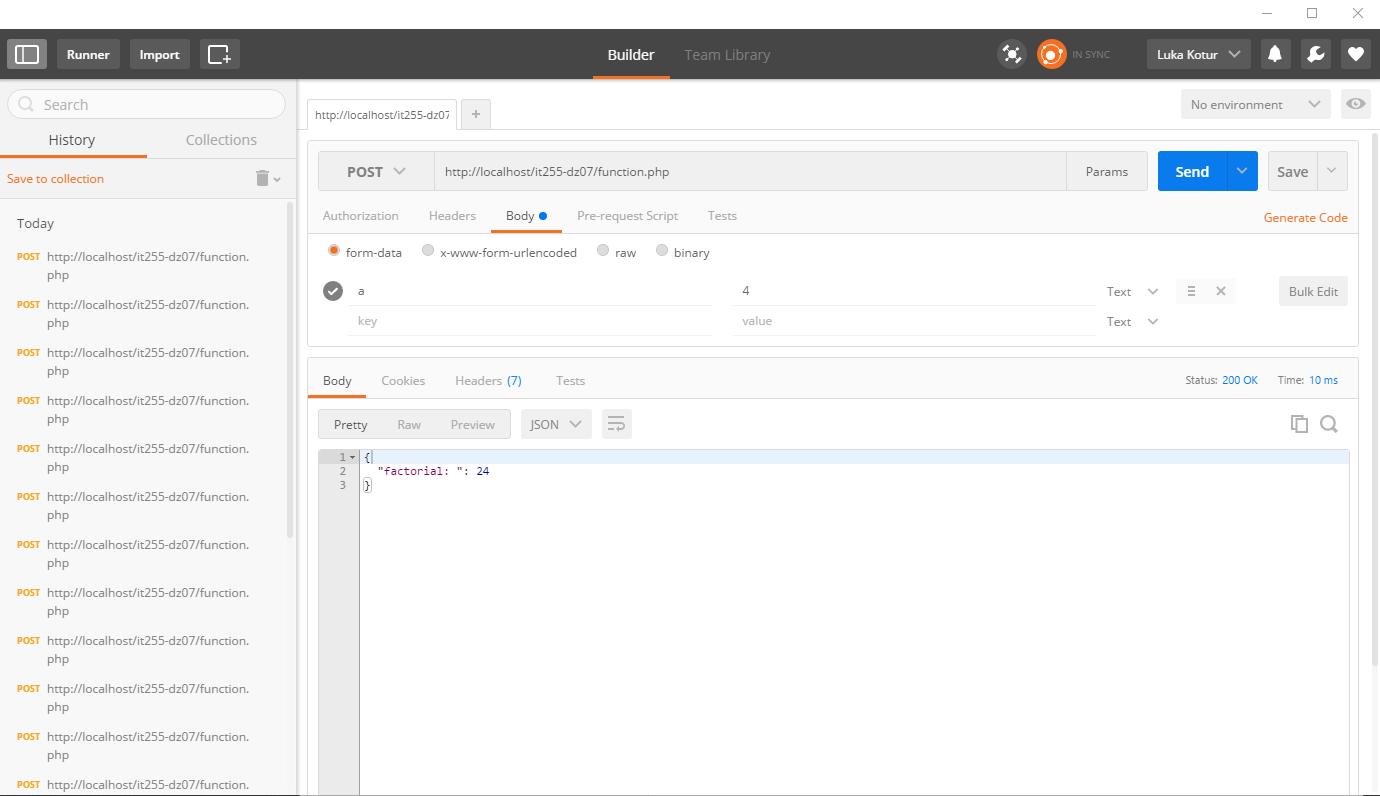 Runner Import Builder Team Library IN SYNC Luka Kotur
Search
History Collections
Save to collection
Today
POST http://localhost/it255-dz07/function.
php
POST http://localhost/it255-dz07/function.
php
POST http://localhost/it255-dz07/function.
php
POST http://localhost/it255-dz07/function.
php
POST http://localhost/it255-dz07/function.
php
POST http://localhost/it255-dz07/function.
php
POST http://localhost/it255-dz07/function.
php
POST http://localhost/it255-dz07/function.
php
POST http://localhost/it255-dz07/function.
php
POST http://localhost/it255-dz07/function.
php
POST http://localhost/it255-dz07/function.
php
POST http://localhost/it255-dz07/function.
http://localhost/it255-dz07 + No environment
POST http://localhost/it255-dz07/function.php Params Send Save
Authorization Headers Body Pre-request Script Tests Generate Code
form-data x-www-form-urlencoded raw binary
a 4 Text Bulk Edit
key value Text
Body Cookies Headers (7) Tests Status: 200 OK Time: 10 ms
Pretty Raw Preview JSON
1 {
2 "factorial: ": 24
3 }